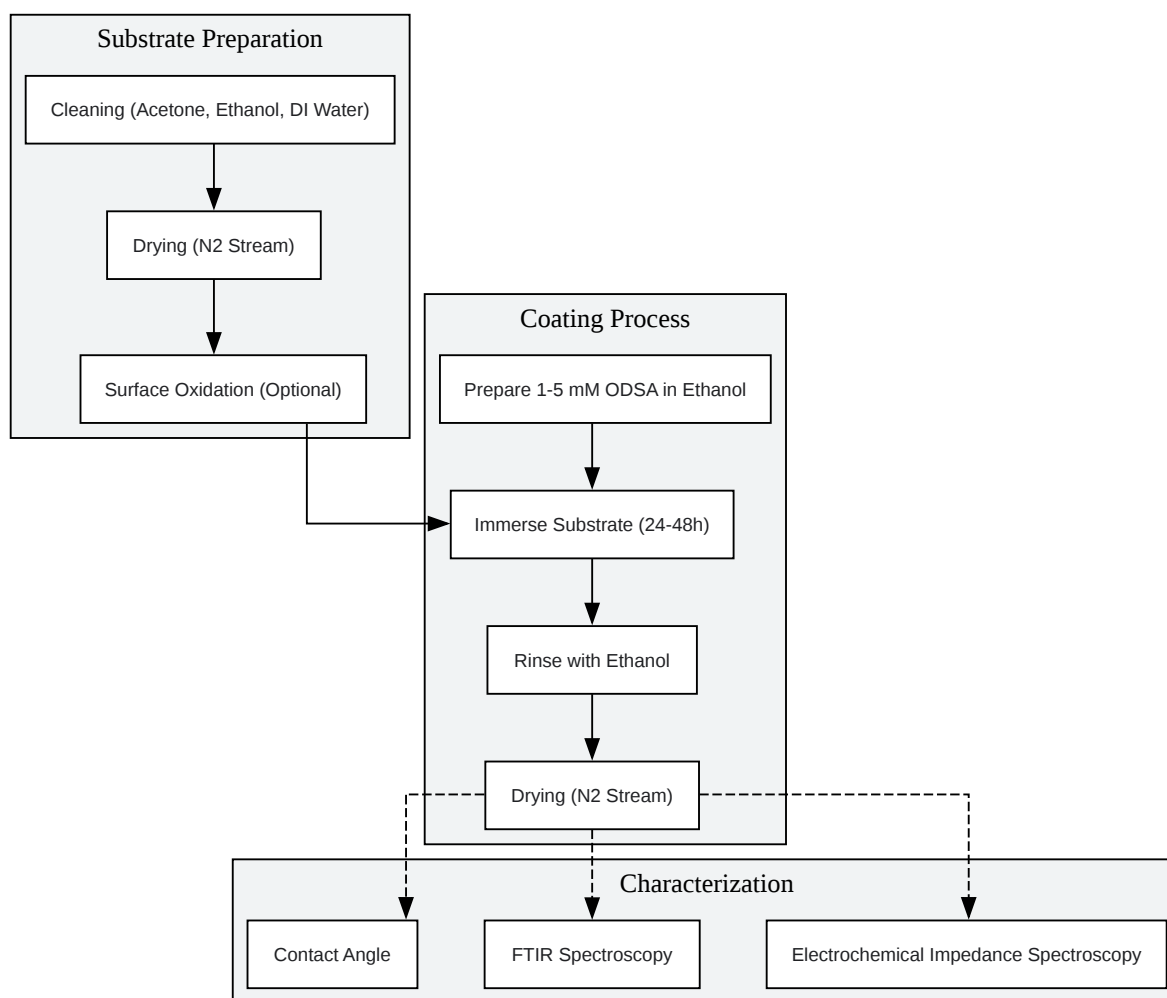 Substrate Preparation
Cleaning (Acetone, Ethanol, DI Water)
Drying (N2 Stream)
Surface Oxidation (Optional)
Coating Process
Prepare 1-5 mM ODSA in Ethanol
Immerse Substrate (24-48h)
Rinse with Ethanol
Drying (N2 Stream)
Characterization
Contact Angle
FTIR Spectroscopy
Electrochemical Impedance Spectroscopy